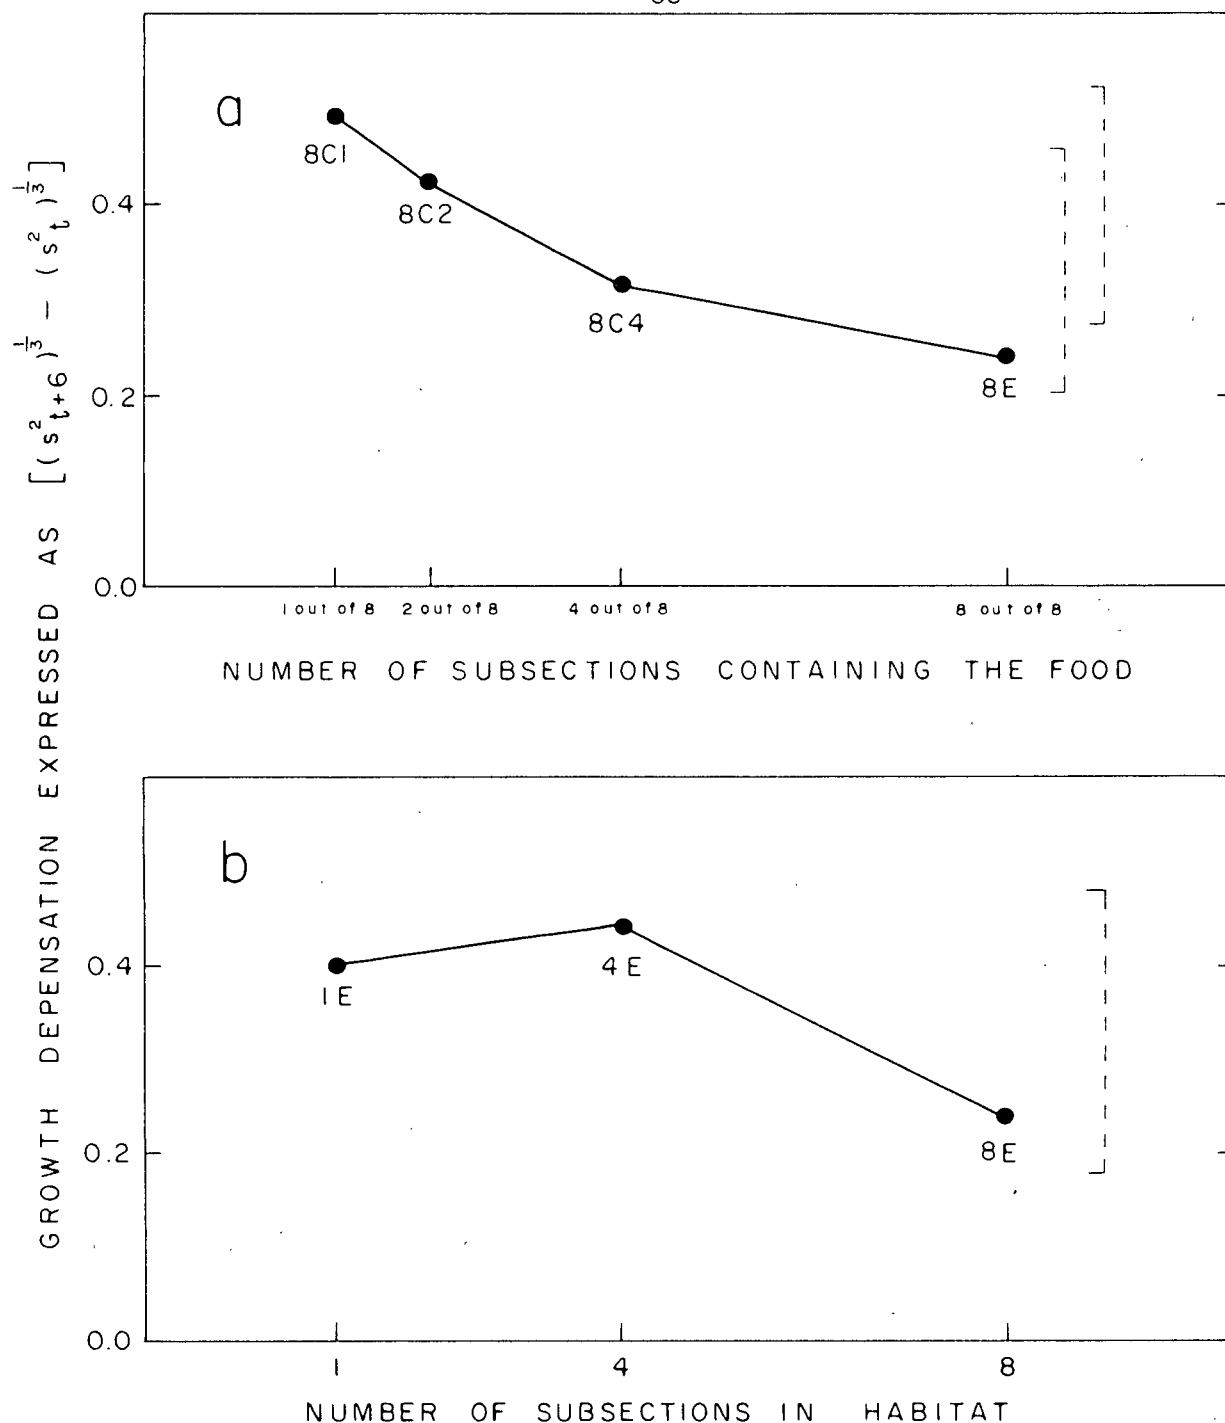 GROWTH DEPENSATION EXPRESSED AS [(s²t+6)^⅓ − (s²t)^⅓]
a
8C1
8C2
8C4
8E
0.4
0.2
0.0
1 out of 8 2 out of 8 4 out of 8 8 out of 8
NUMBER OF SUBSECTIONS CONTAINING THE FOOD
b
1E
4E
8E
0.4
0.2
0.0
1 4 8
NUMBER OF SUBSECTIONS IN HABITAT